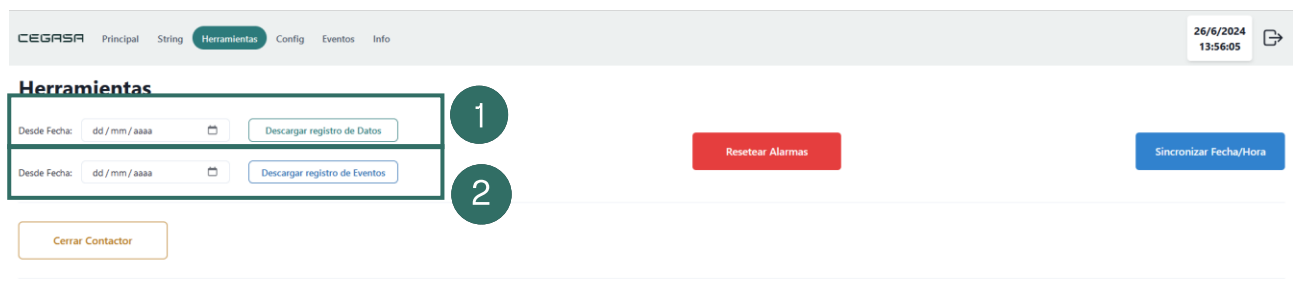 CEGASA Principal String Herramientas Config Eventos Info 26/6/2024
13:56:05
Herramientas
1
Desde Fecha: dd/mm/aaaa Descargar registro de Datos
Resetear Alarmas Sincronizar Fecha/Hora
Desde Fecha: dd/mm/aaaa Descargar registro de Eventos
2
Cerrar Contactor